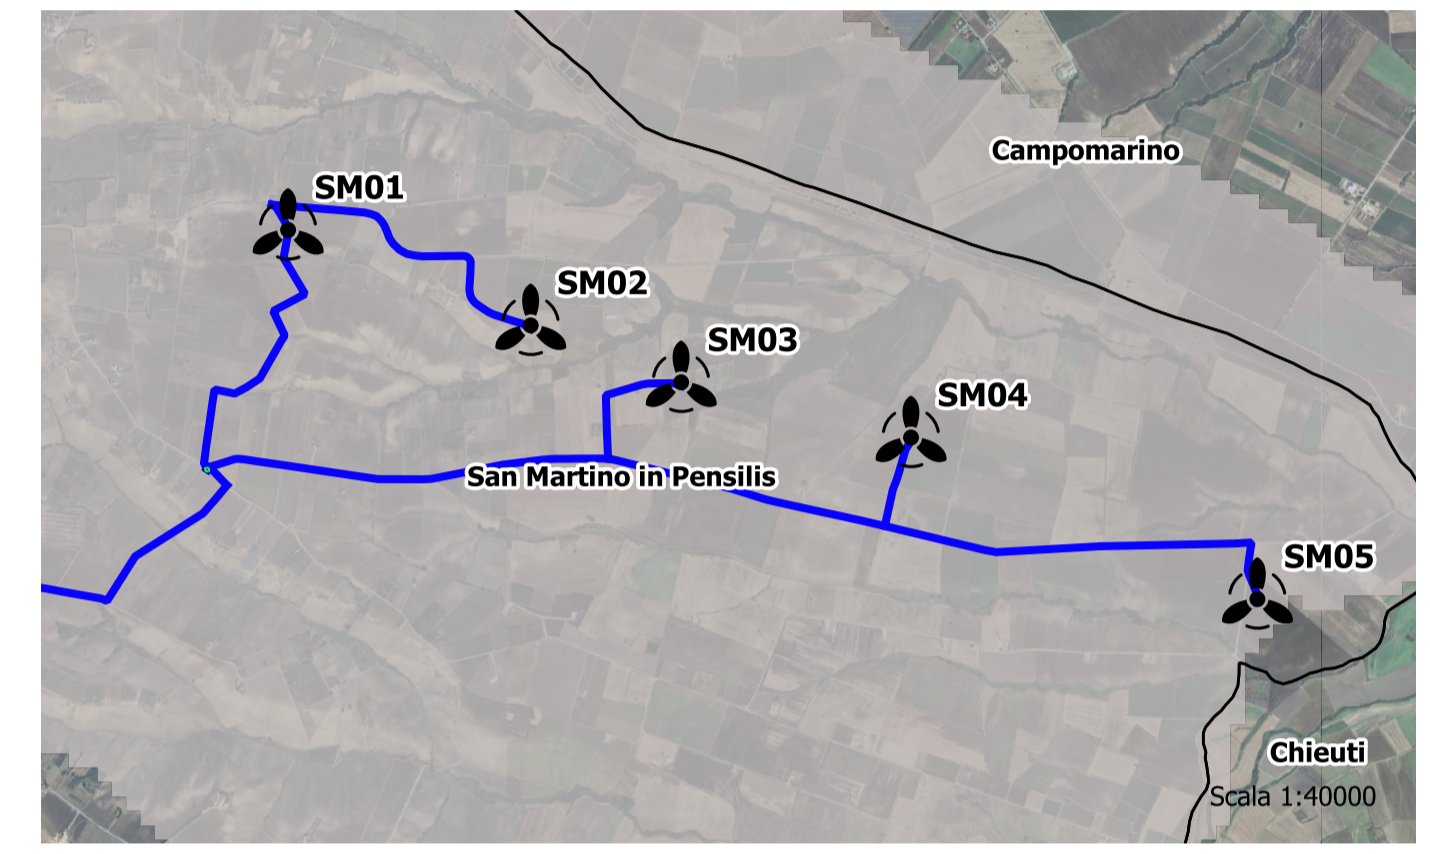 Campomarino
SM01
SM02
SM03
SM04
San Martino in Pensilis
SM05
Chieuti
Scala 1:40000